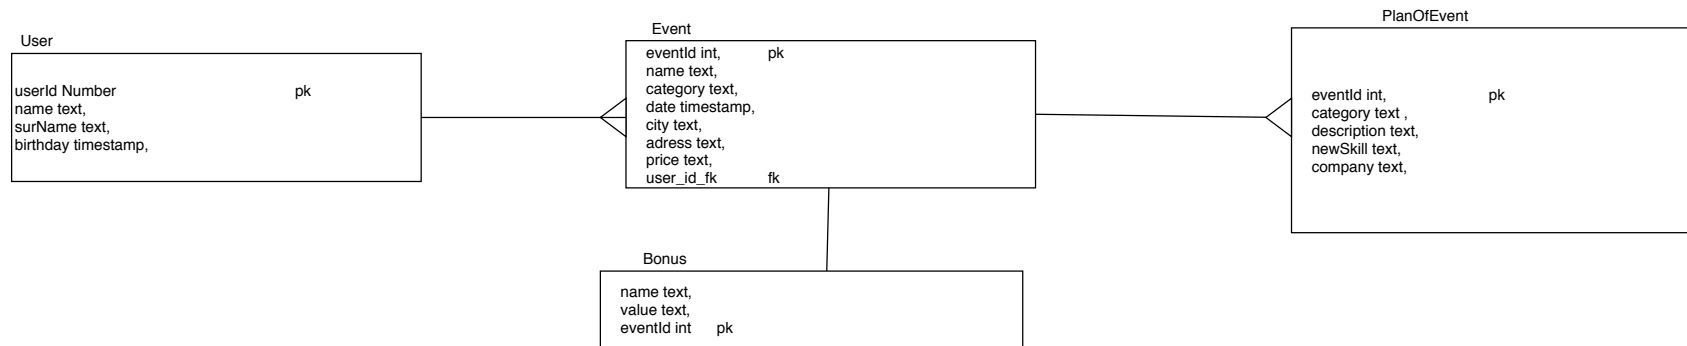 User
userId Number pk
name text,
surName text,
birthday timestamp,
Event
eventId int, pk
name text,
category text,
date timestamp,
city text,
adress text,
price text,
user_id_fk fk
PlanOfEvent
eventId int, pk
category text ,
description text,
newSkill text,
company text,
Bonus
name text,
value text,
eventId int pk